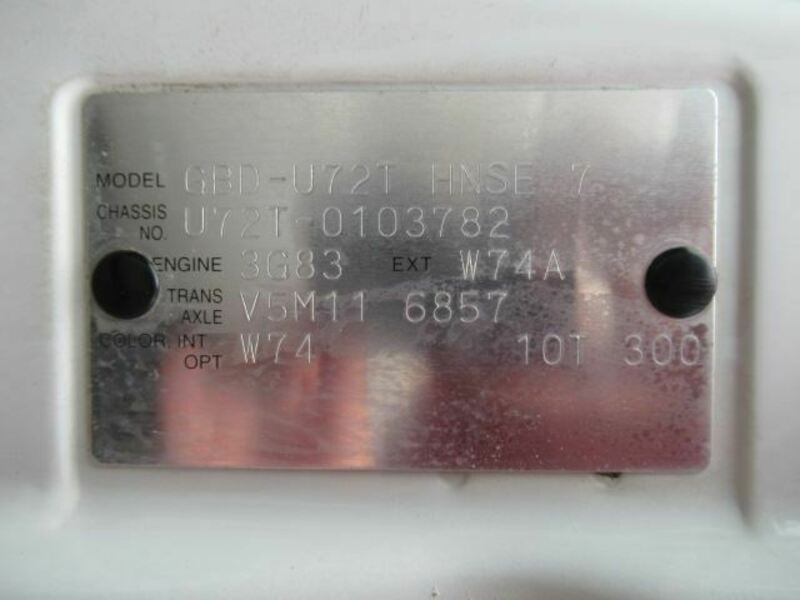 MODEL GBD-U72T HNSE 7
CHASSIS NO. U72T-0103782
ENGINE 3G83 EXT W74A
TRANS AXLE V5M11 6857
COLOR, INT OPT W74 10T 300